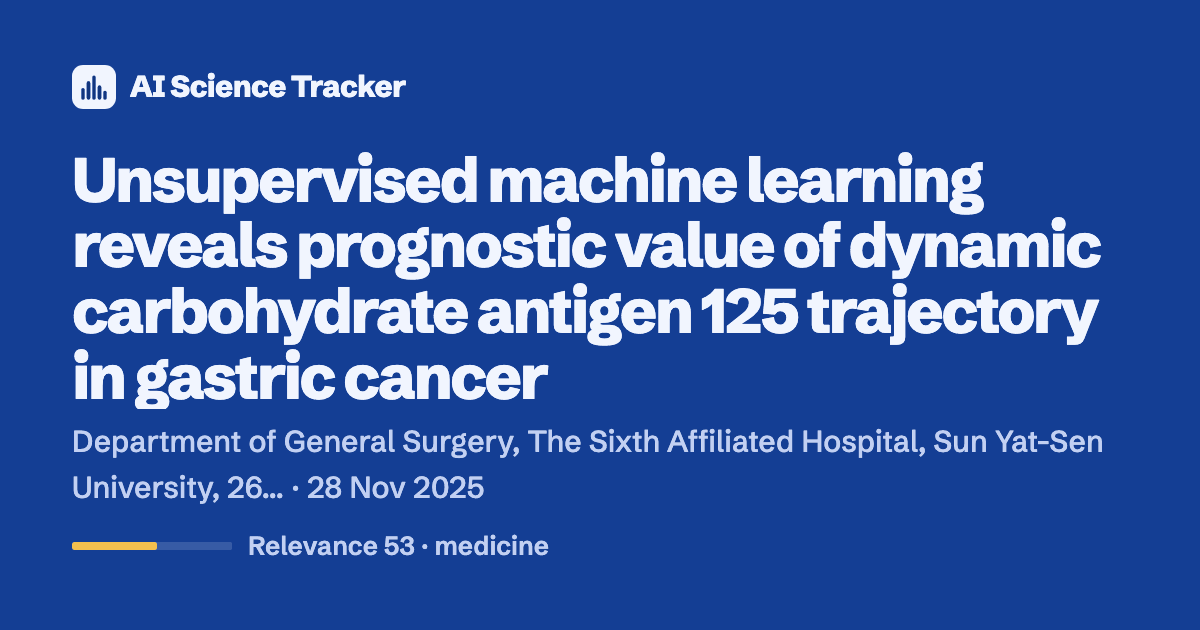 AI Science Tracker
Unsupervised machine learning
reveals prognostic value of dynamic
carbohydrate antigen 125 trajectory
in gastric cancer
Department of General Surgery, The Sixth Affiliated Hospital, Sun Yat-Sen
University, 26... · 28 Nov 2025
Relevance 53 · medicine